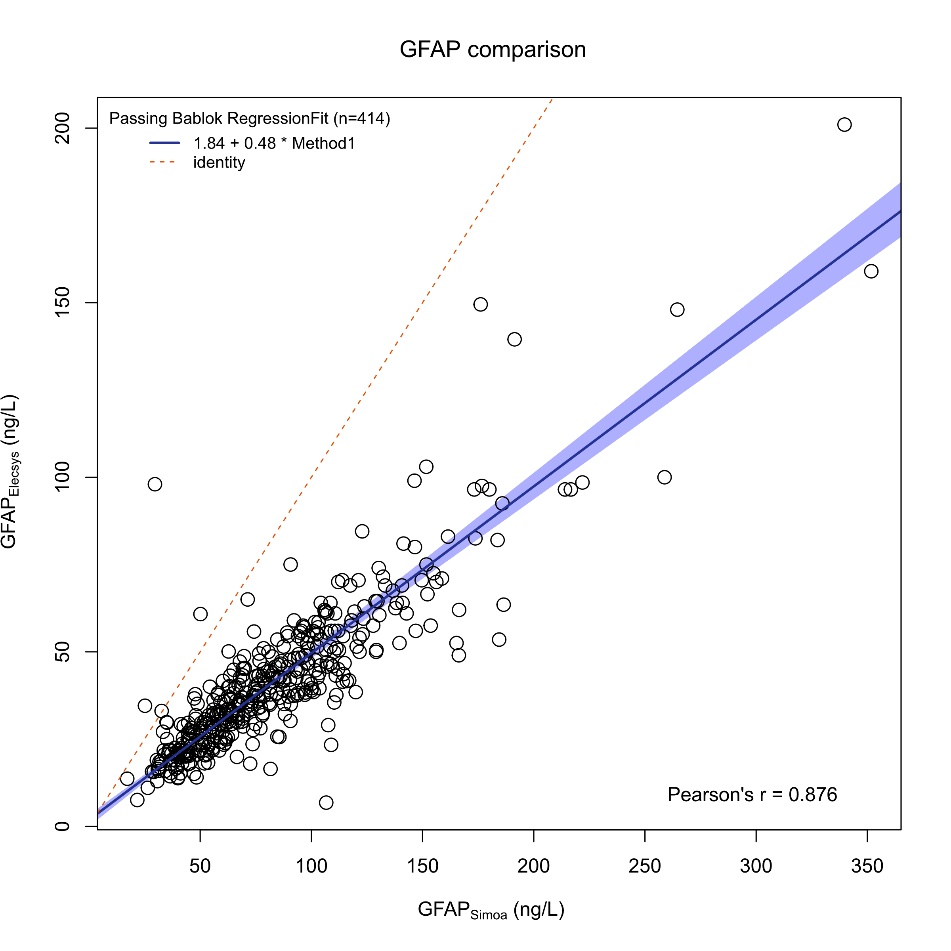 GFAP comparison
Passing Bablok RegressionFit (n=414)
1.84 + 0.48 * Method1
identity
200
150
100
50
0
GFAPElecsys (ng/L)
Pearson's r = 0.876
50 100 150 200 250 300 350
GFAPSimoa (ng/L)